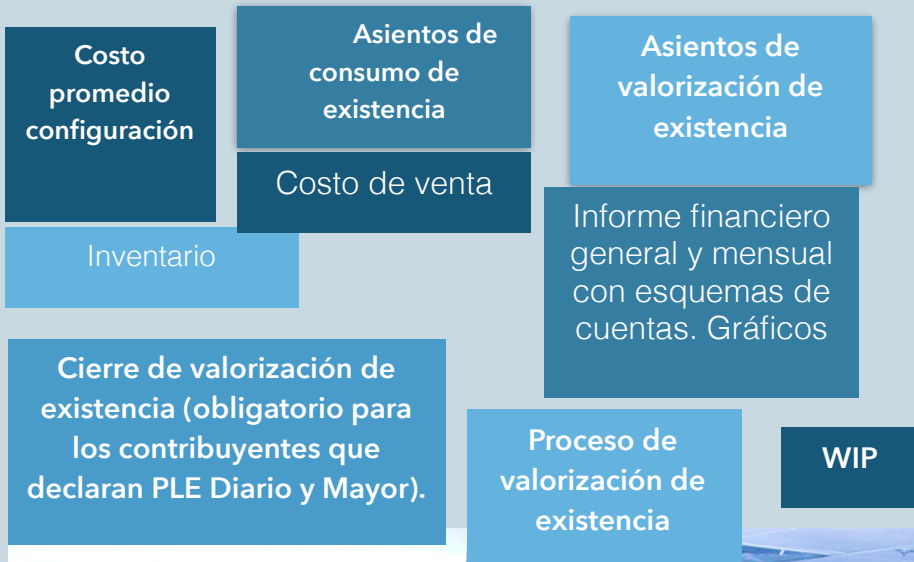 Costo
promedio
configuración
Asientos de
consumo de
existencia
Asientos de
valorización de
existencia
Costo de venta
Inventario
Informe financiero
general y mensual
con esquemas de
cuentas. Gráficos
Cierre de valorización de
existencia (obligatorio para
los contribuyentes que
declaran PLE Diario y Mayor).
Proceso de
valorización de
existencia
WIP